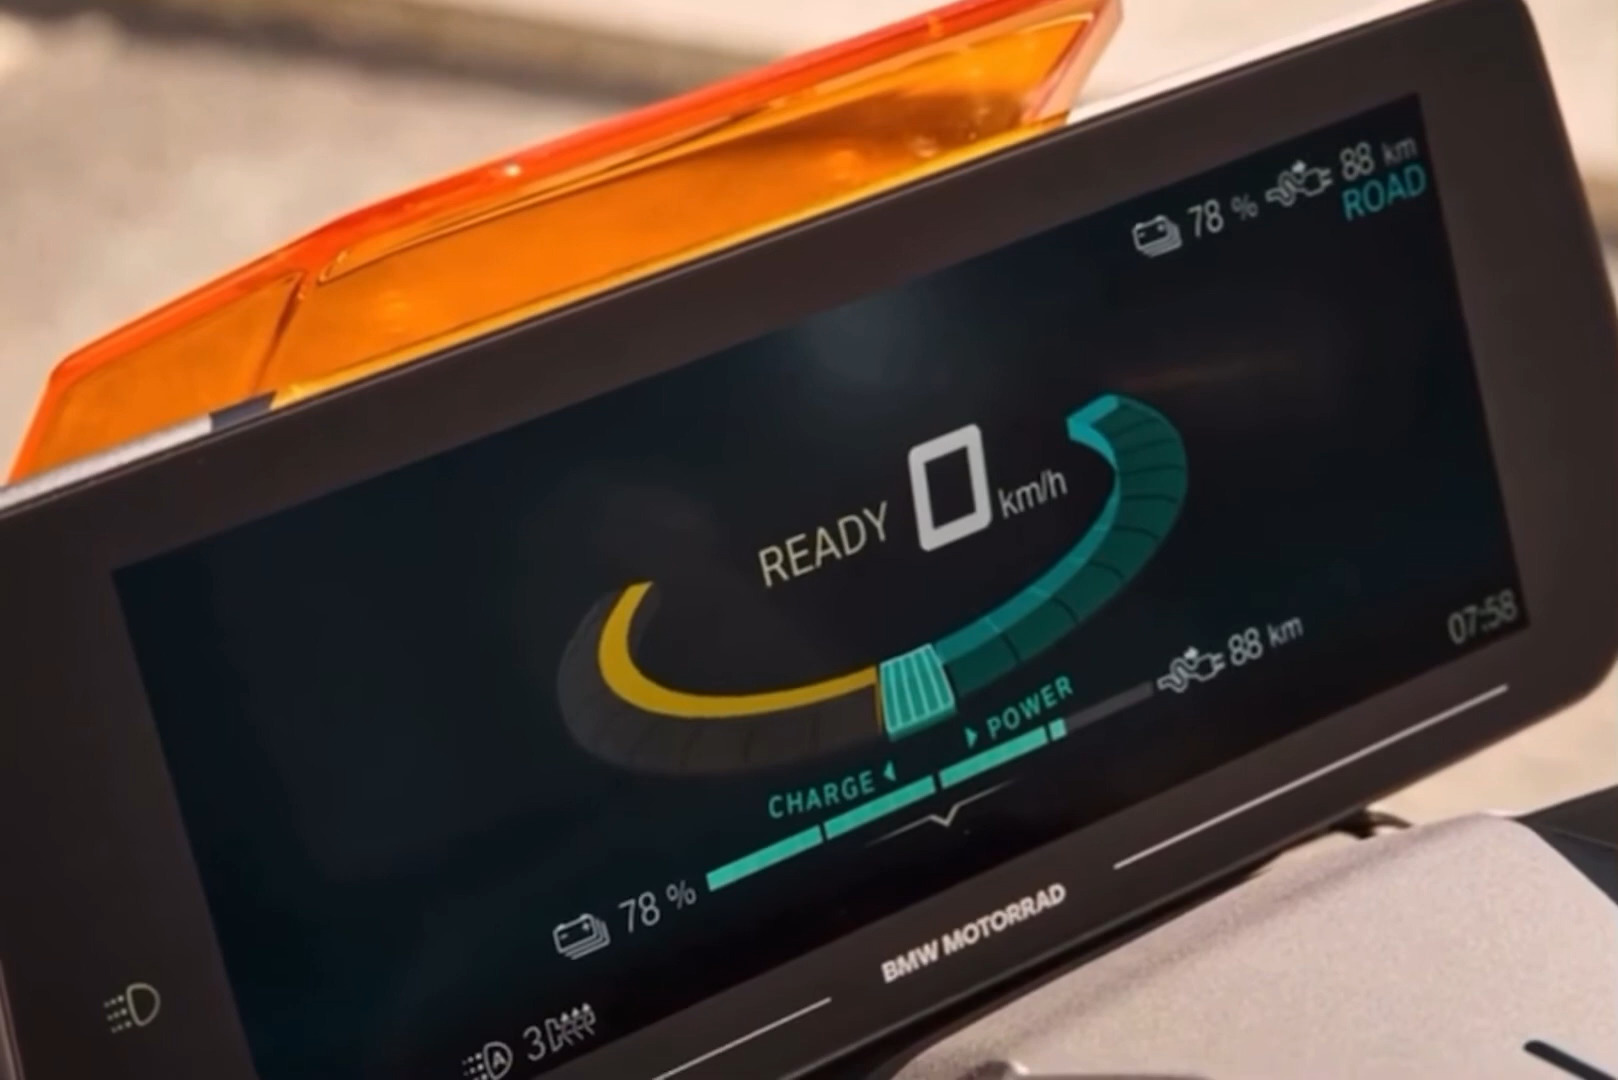 78 % 88 km
ROAD
READY 0 km/h
POWER
88 km
07:58
CHARGE
78 %
BMW MOTORRAD
A 3